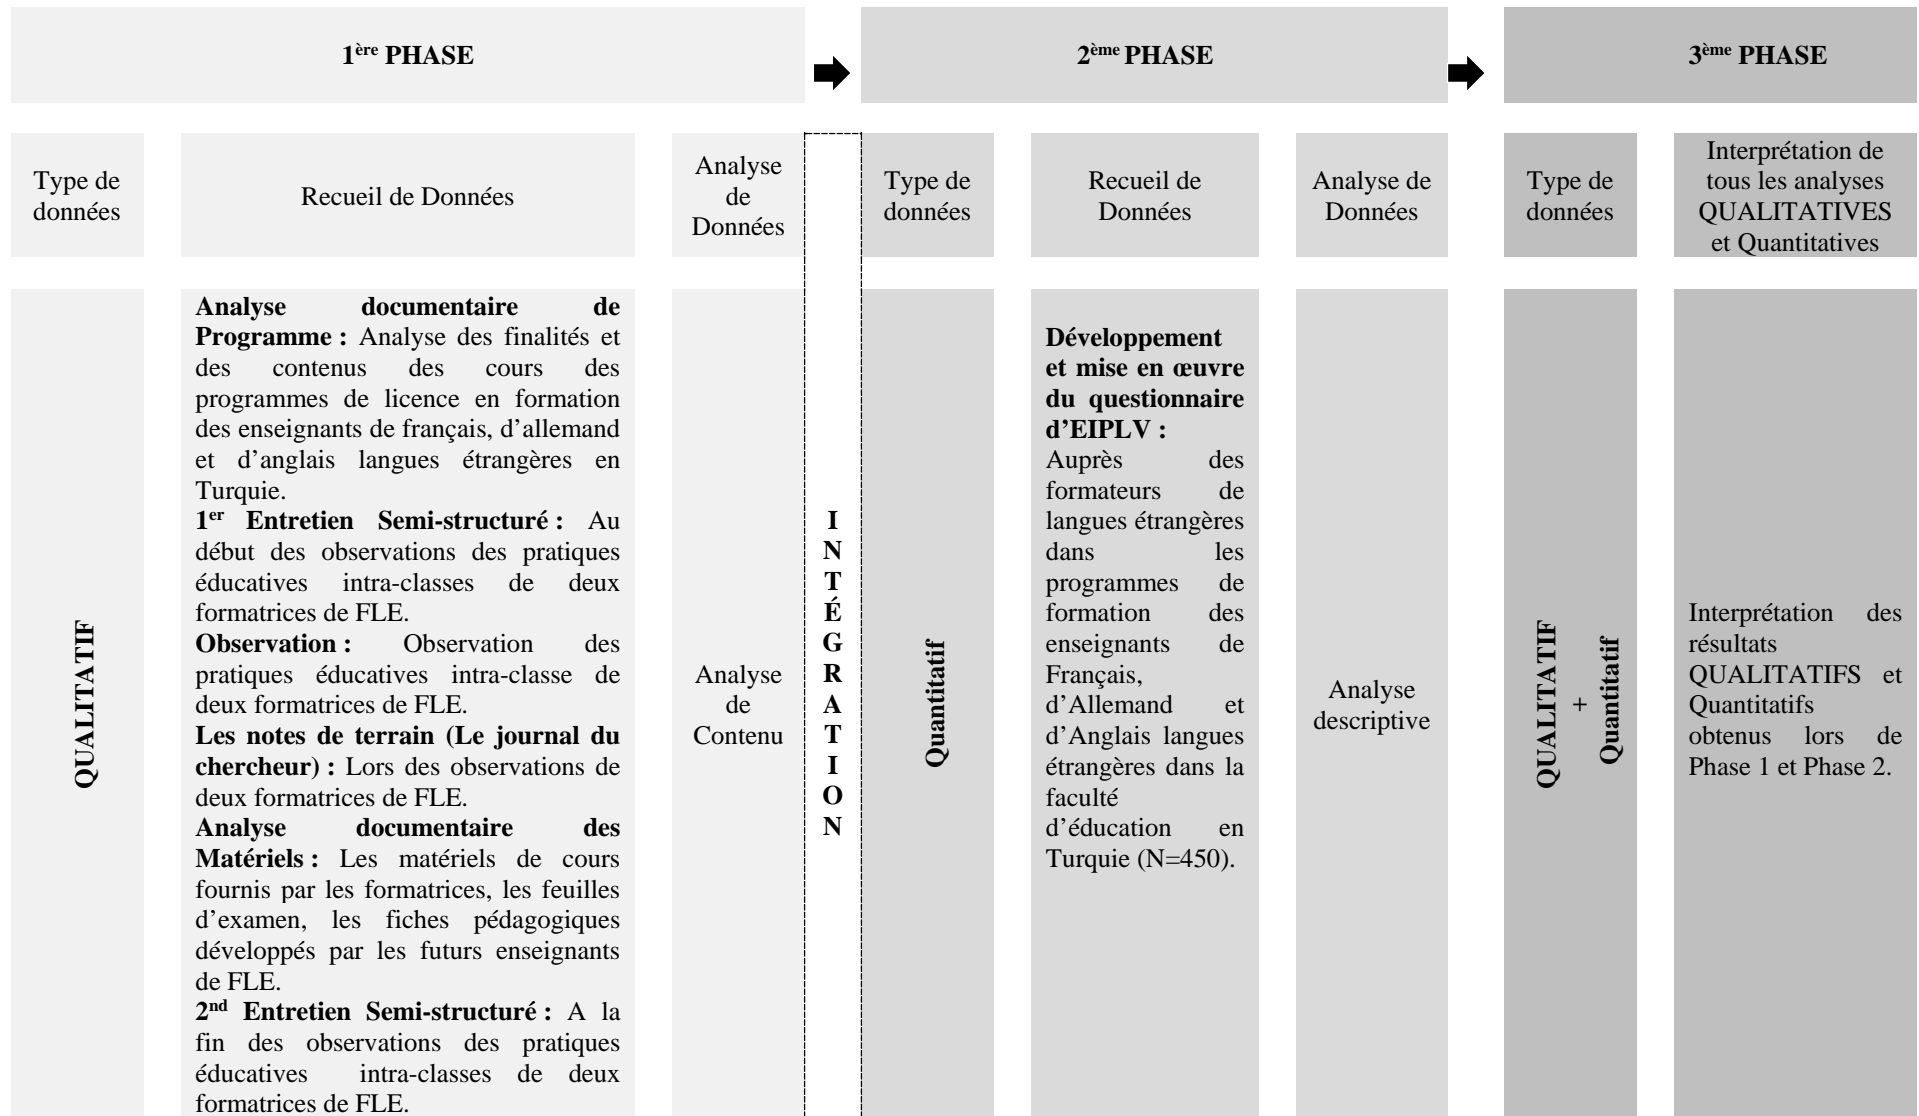 1ère PHASE
2ème PHASE
3ème PHASE
Type de
données
Recueil de Données
Analyse
de
Données
Type de
données
Recueil de
Données
Analyse de
Données
Type de
données
Interprétation de
tous les analyses
QUALITATIVES
et Quantitatives
QUALITATIF
Analyse documentaire de
Programme : Analyse des finalités et
des contenus des cours des
programmes de licence en formation
des enseignants de français, d’allemand
et d’anglais langues étrangères en
Turquie.
1er Entretien Semi-structuré : Au
début des observations des pratiques
éducatives intra-classes de deux
formatrices de FLE.
Observation : Observation des
pratiques éducatives intra-classe de
deux formatrices de FLE.
Les notes de terrain (Le journal du
chercheur) : Lors des observations de
deux formatrices de FLE.
Analyse documentaire des
Matériels : Les matériels de cours
fournis par les formatrices, les feuilles
d’examen, les fiches pédagogiques
développés par les futurs enseignants
de FLE.
2nd Entretien Semi-structuré : A la
fin des observations des pratiques
éducatives intra-classes de deux
formatrices de FLE.
Analyse
de
Contenu
I
N
T
É
G
R
A
T
I
O
N
Quantitatif
Développement
et mise en œuvre
du questionnaire
d’EIPLV :
Auprès des
formateurs de
langues étrangères
dans les
programmes de
formation des
enseignants de
Français,
d’Allemand et
d’Anglais langues
étrangères dans la
faculté
d’éducation en
Turquie (N=450).
Analyse
descriptive
QUALITATIF
+
Quantitatif
Interprétation des
résultats
QUALITATIFS et
Quantitatifs
obtenus lors de
Phase 1 et Phase 2.